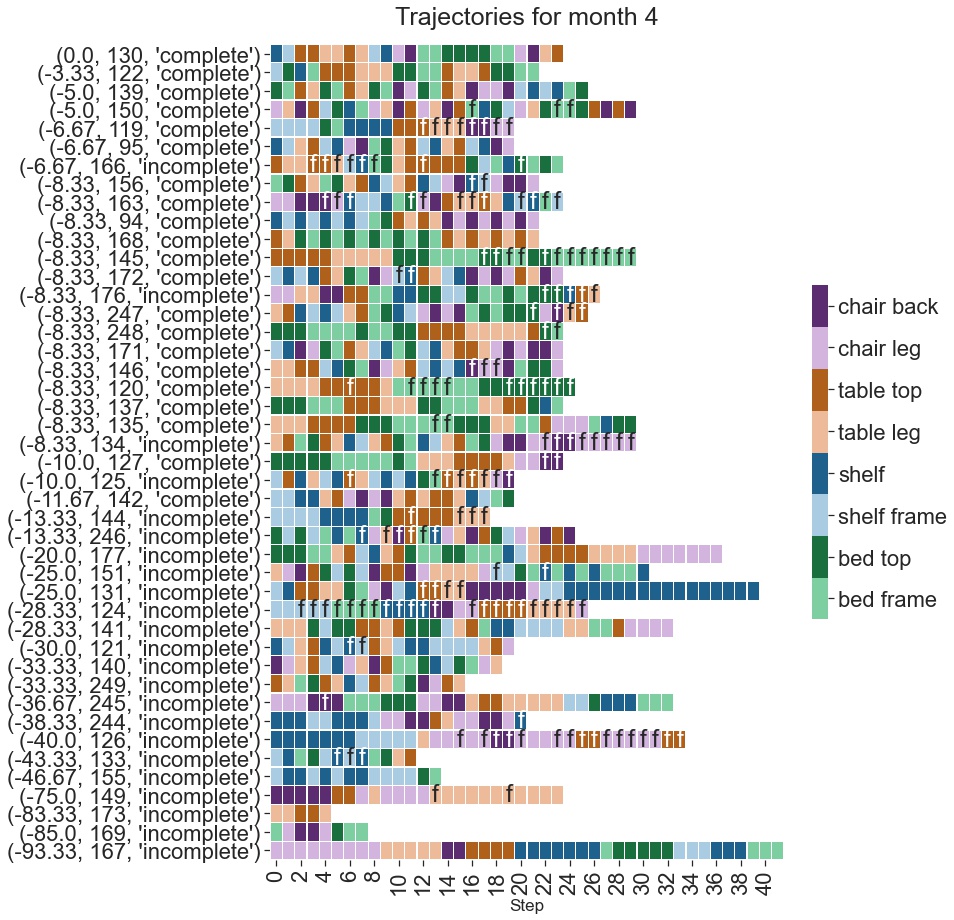 Trajectories for month 4
(0.0, 130, 'complete')
(-3.33, 122, 'complete')
(-5.0, 139, 'complete')
(-5.0, 150, 'complete')
f f f
(-6.67, 119, 'complete')
f f f f f f f f
(-6.67, 95, 'complete')
(-6.67, 166, 'incomplete')
f f f f f f f f
(-8.33, 156, 'complete')
f f
(-8.33, 163, 'complete')
f f f f f f f f f f f f f
(-8.33, 94, 'complete')
(-8.33, 168, 'complete')
(-8.33, 145, 'complete')
f f f f f f f f f f f f
(-8.33, 172, 'complete')
f f
(-8.33, 176, 'incomplete')
f f f f f
(-8.33, 247, 'complete')
f f f f
(-8.33, 248, 'complete')
f f
(-8.33, 171, 'complete')
(-8.33, 146, 'complete')
f f f
(-8.33, 120, 'complete')
f f f f f f f f f f f
(-8.33, 137, 'complete')
(-8.33, 135, 'complete')
f f
(-8.33, 134, 'incomplete')
f f f f f f f f
(-10.0, 127, 'complete')
f f
(-10.0, 125, 'incomplete')
f f f f f f f f
(-11.67, 142, 'complete')
(-13.33, 144, 'incomplete')
f f f f
(-13.33, 246, 'incomplete')
f f f f f f f
(-20.0, 177, 'incomplete')
(-25.0, 151, 'incomplete')
f f
(-25.0, 131, 'incomplete')
f f f f
(-28.33, 124, 'incomplete')
f f f f f f f f f f f f f f f f f f f f f f
(-28.33, 141, 'incomplete')
(-30.0, 121, 'incomplete')
f f
(-33.33, 140, 'incomplete')
(-33.33, 249, 'incomplete')
(-36.67, 245, 'incomplete')
f
(-38.33, 244, 'incomplete')
f
(-40.0, 126, 'incomplete')
f f f f f f f f f f f f f f f f
(-43.33, 133, 'incomplete')
f f f
(-46.67, 155, 'incomplete')
(-75.0, 149, 'incomplete')
f f
(-83.33, 173, 'incomplete')
(-85.0, 169, 'incomplete')
(-93.33, 167, 'incomplete')
0 2 4 6 8 10 12 14 16 18 20 22 24 26 28 30 32 34 36 38 40
Step
chair back
chair leg
table top
table leg
shelf
shelf frame
bed top
bed frame